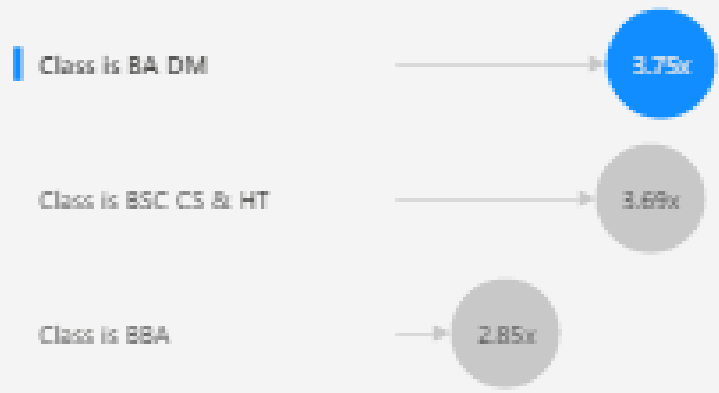 Class is BA DM
3.75x
Class is BSC CS & HT
3.69x
Class is BBA
2.85x